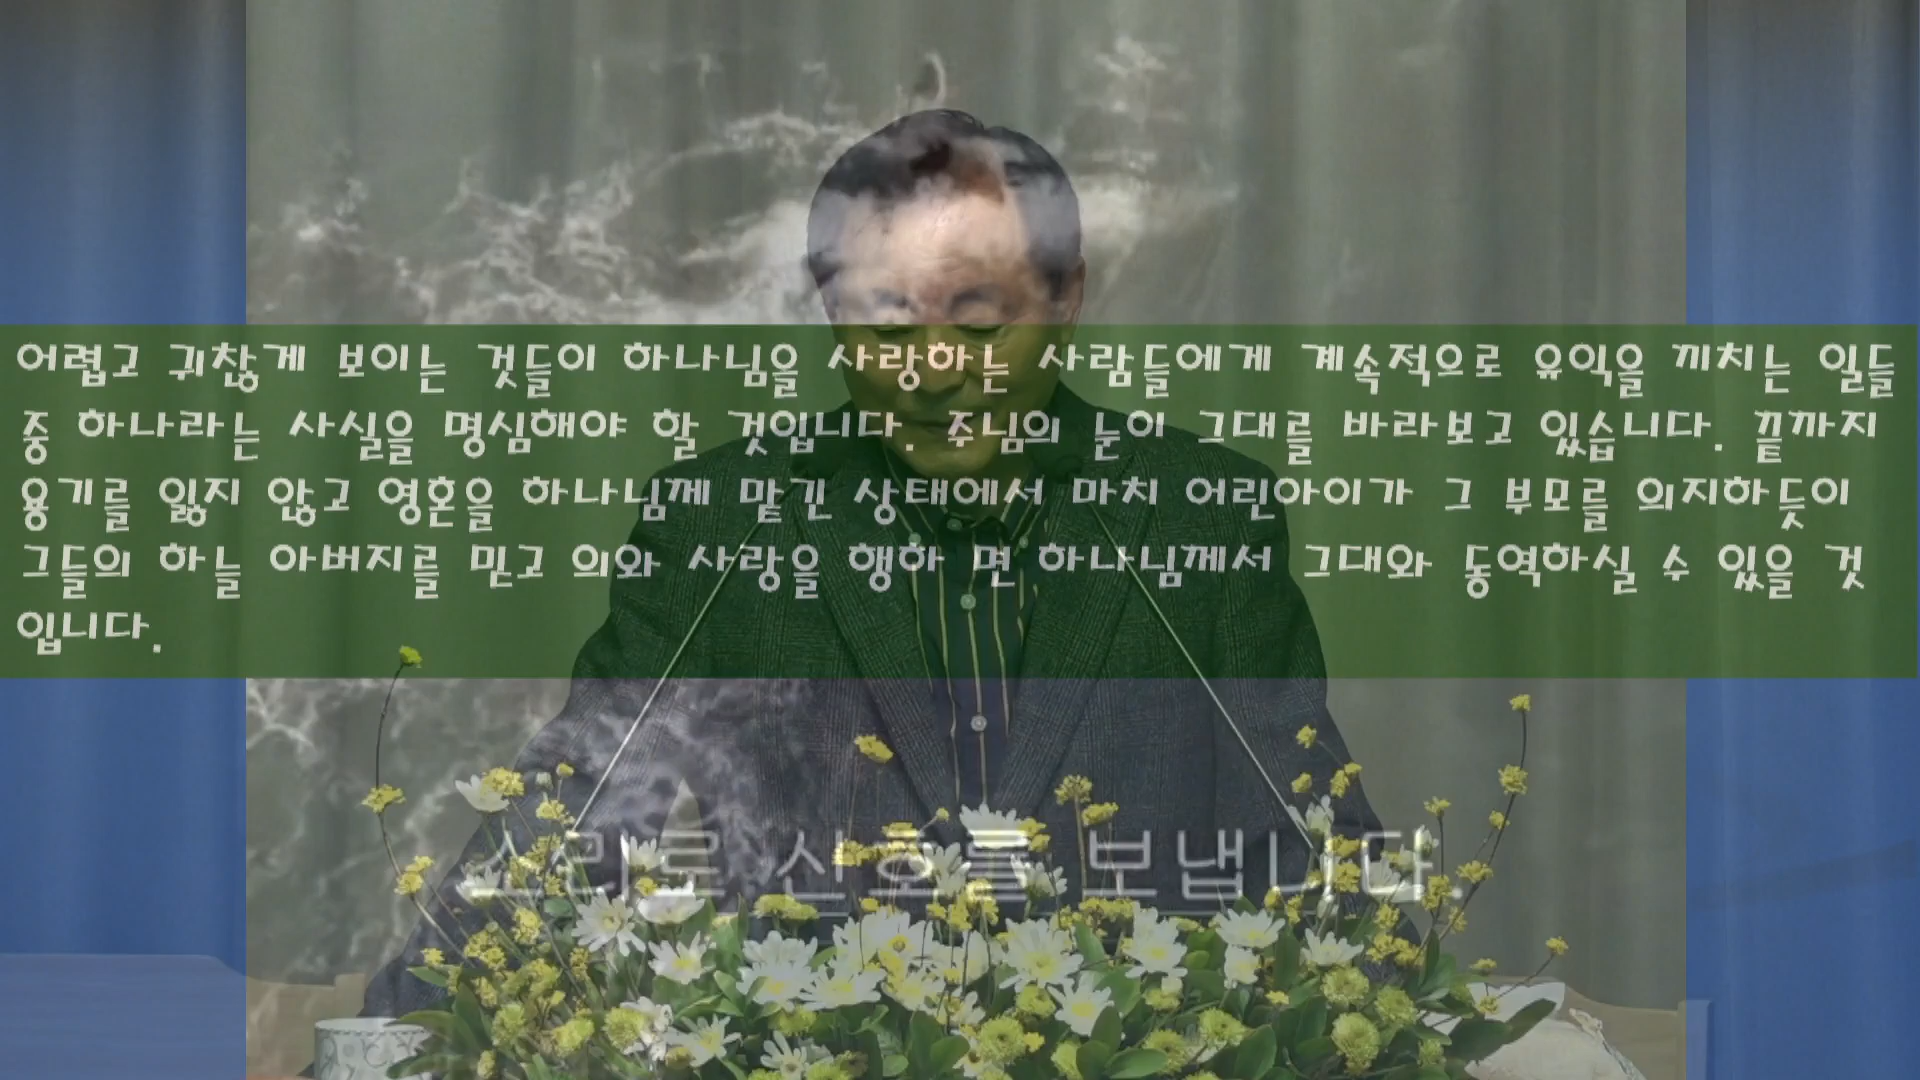 어렵고 귀찮게 보이는 것들이 하나님을 사랑하는 사람들에게 계속적으로 유익을 끼치는 일들
중 하나라는 사실을 명심해야 할 것입니다. 주님의 눈이 그대를 바라보고 있습니다. 끝까지
용기를 잃지 않고 영혼을 하나님께 맡긴 상태에서 마치 어린아이가 그 부모를 의지하듯이
그들의 하늘 아버지를 믿고 의와 사랑을 행하 면 하나님께서 그대와 동역하실 수 있을 것
입니다.
소리로 신호를 보냅니다.